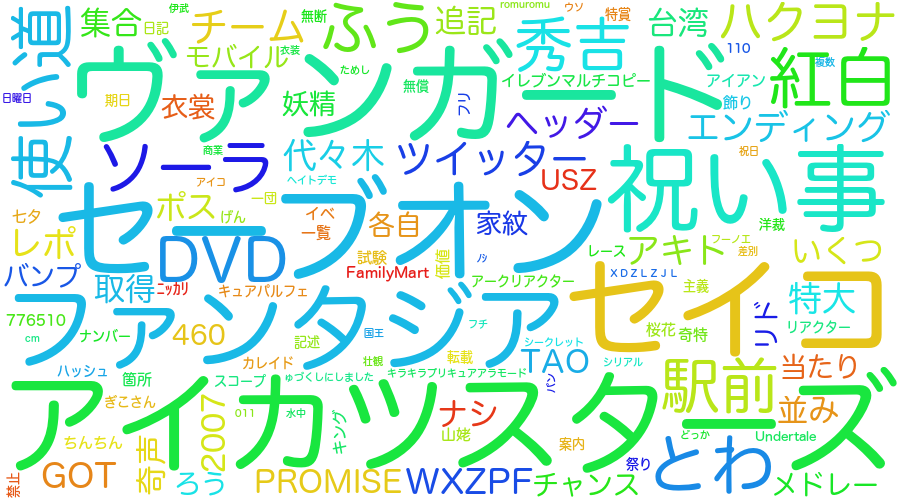 伊武
日記
集合
チーム
無断
ふう
romuromu
追記
ウソ
特賞
台湾
ハクヨナ
衣装
モバイル
秀吉
110
複数
日曜日
使い道
ヴァンガード
ためし
無償
イレブンマルチコピー
アイアン
紅白
期日
衣裳
妖精
フリ
ヘッダー
飾り
エンディング
商業
ソーラ
代々木
ツイッター
祝い事
祝日
アイコ
ヘイトデモ
USZ
セブンオン
七夕
ポス
一団
げん
イベ
各自
家紋
洋裁
レポ
一覧
レース
アキト
フーノエ
差別
いくつ
バンプ
DVD
試験
価値
アークリアクター
セイコ
取得
ニッカリ
FamilyMart
XDZLZJL
主義
キュアパルフェ
リンド
特大
776510
ファンタジア
桜花
奇特
リアクター
cm
ナンバー
460
記述
国王
フチ
シークレット
TAO
カレイド
転載
当たり
ハッシュ
箇所
スコープ
壮観
シリアル
駅前
ゅづくしにしました
キラキラプリキュアアラモード
パン
アイカツスターズ
ぎこさん
2007
011
水中
キング
ナシ
並み
ちんちん
奇声
山姥
案内
どっか
Undertale
禁止
GOT
ろう
PROMISE
WXZPF
チャンス
祭り
とわ
メドレー